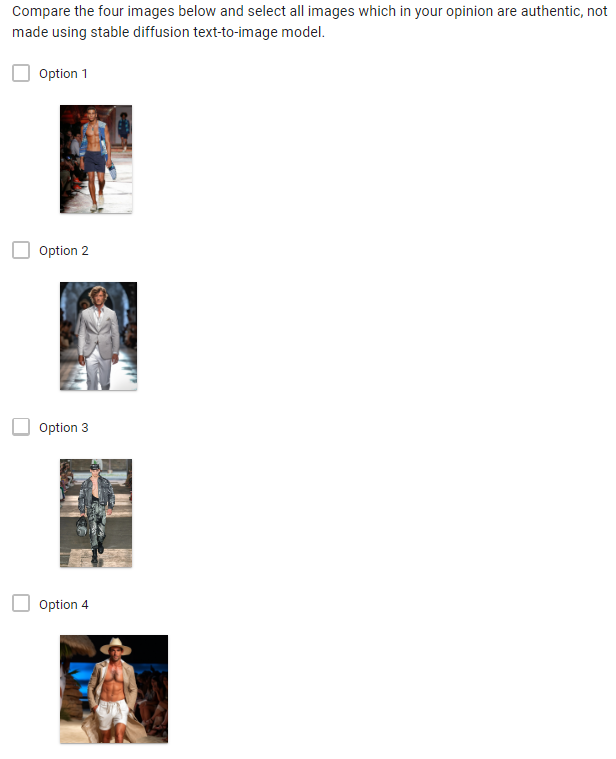 Compare the four images below and select all images which in your opinion are authentic, not
made using stable diffusion text-to-image model.
Option 1
Option 2
Option 3
Option 4